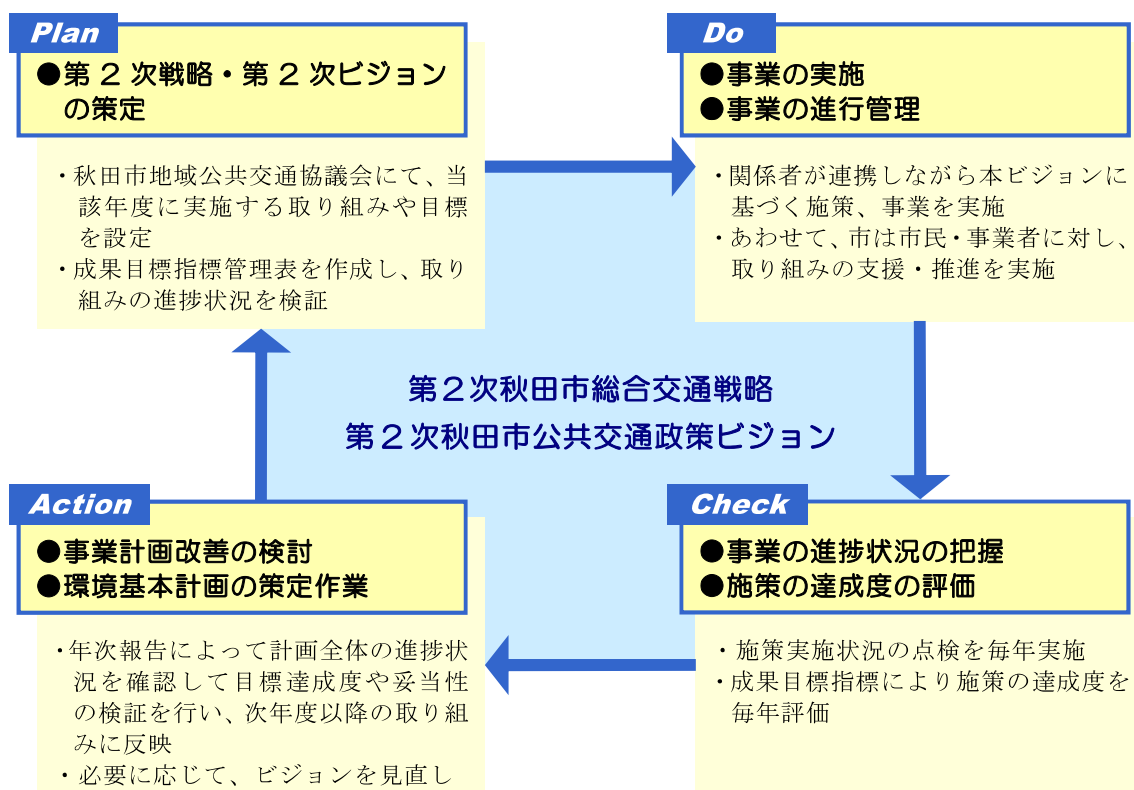 Plan
●第２次戦略・第２次ビジョン
の策定
・秋田市地域公共交通協議会にて、当
該年度に実施する取り組みや目標
を設定
・成果目標指標管理表を作成し、取り
組みの進捗状況を検証
Do
●事業の実施
●事業の進行管理
・関係者が連携しながら本ビジョンに
基づく施策、事業を実施
・あわせて、市は市民・事業者に対し、
取り組みの支援・推進を実施
第２次秋田市総合交通戦略
第２次秋田市公共交通政策ビジョン
Action
●事業計画改善の検討
●環境基本計画の策定作業
・年次報告によって計画全体の進捗状
況を確認して目標達成度や妥当性
の検証を行い、次年度以降の取り組
みに反映
・必要に応じて、ビジョンを見直し
Check
●事業の進捗状況の把握
●施策の達成度の評価
・施策実施状況の点検を毎年実施
・成果目標指標により施策の達成度を
毎年評価